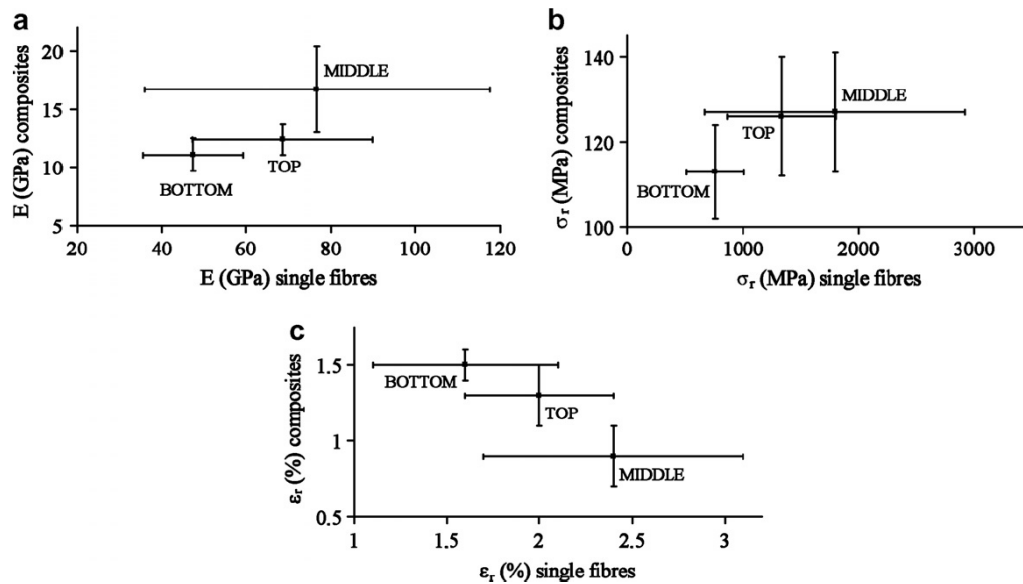 a
E (GPa) composites
20
15
10
5
MIDDLE
TOP
BOTTOM
20 40 60 80 100 120
E (GPa) single fibres
b
σr (MPa) composites
140
120
100
MIDDLE
TOP
BOTTOM
0 1000 2000 3000
σr (MPa) single fibres
c
εr (%) composites
1.5
1
0.5
BOTTOM
TOP
MIDDLE
1 1.5 2 2.5 3
εr (%) single fibres